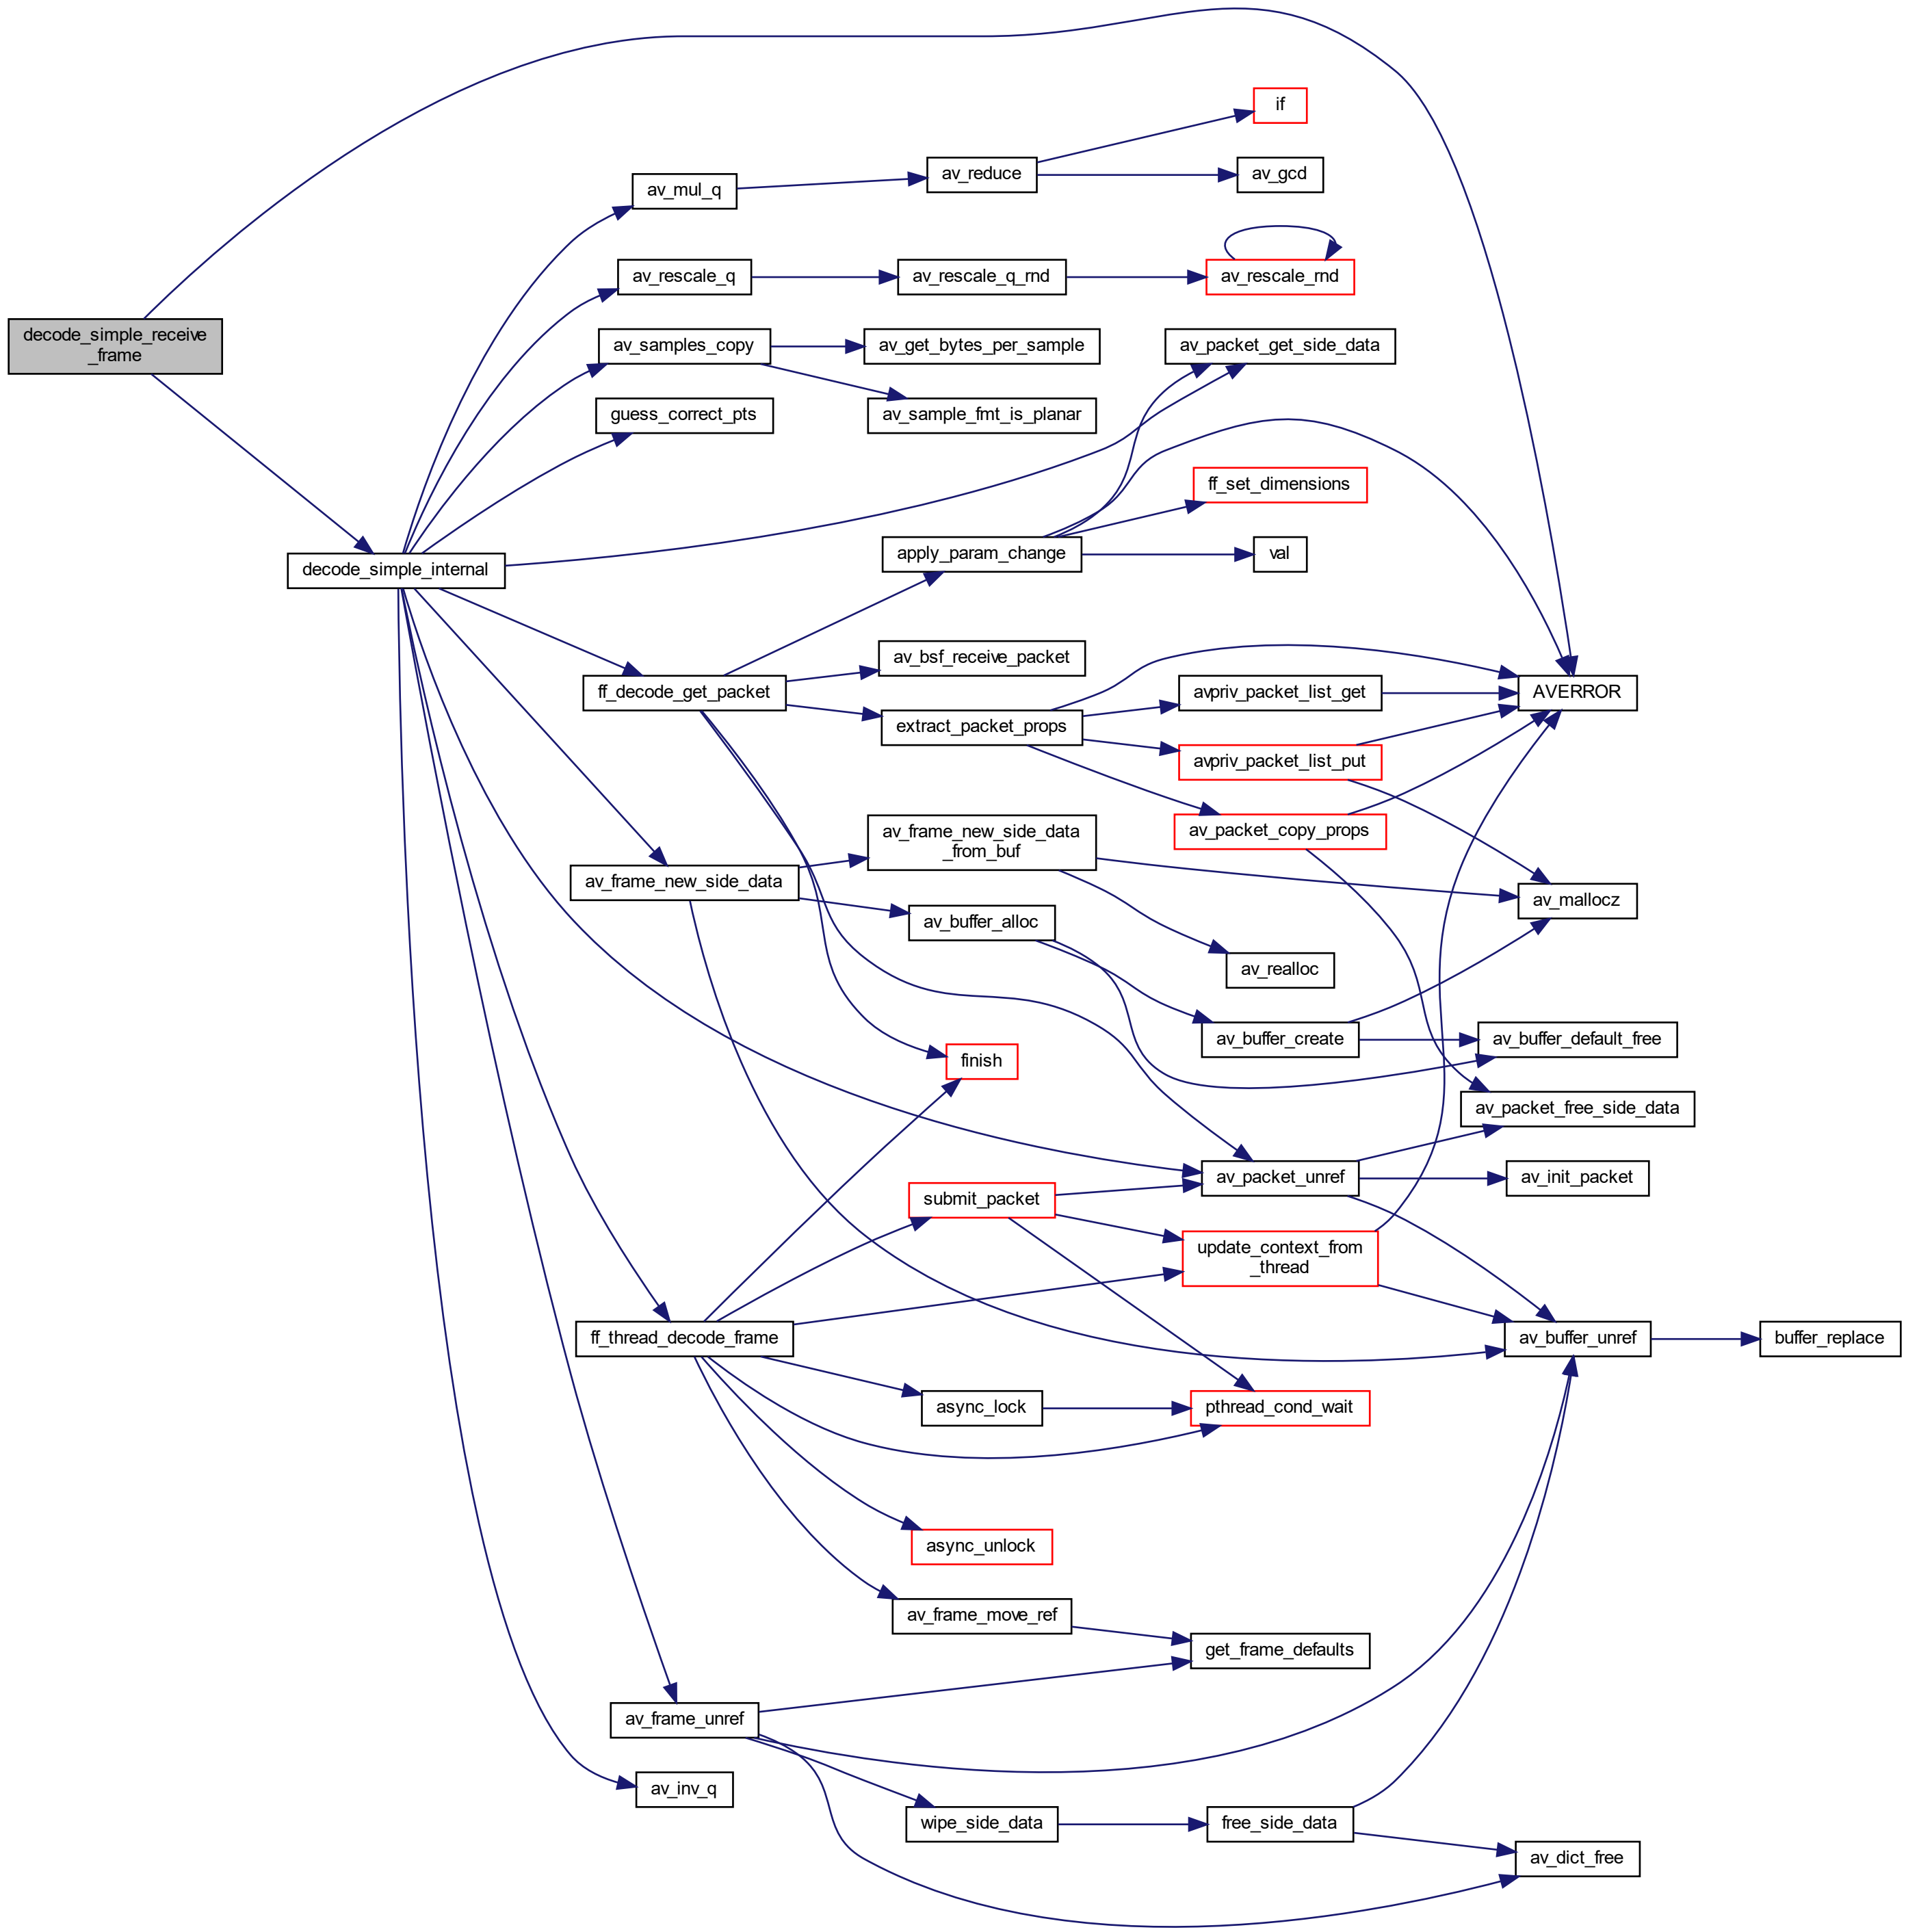 if
av_reduce
av_gcd
av_mul_q
av_rescale_q
av_rescale_q_rnd
av_rescale_rnd
decode_simple_receive
_frame
av_samples_copy
av_get_bytes_per_sample
av_packet_get_side_data
guess_correct_pts
av_sample_fmt_is_planar
ff_set_dimensions
decode_simple_internal
apply_param_change
val
av_bsf_receive_packet
ff_decode_get_packet
avpriv_packet_list_get
AVERROR
extract_packet_props
avpriv_packet_list_put
av_packet_copy_props
av_frame_new_side_data
_from_buf
av_frame_new_side_data
av_mallocz
av_buffer_alloc
av_realloc
av_buffer_create
av_buffer_default_free
finish
av_packet_free_side_data
av_packet_unref
av_init_packet
submit_packet
update_context_from
_thread
ff_thread_decode_frame
av_buffer_unref
buffer_replace
async_lock
pthread_cond_wait
async_unlock
av_frame_move_ref
get_frame_defaults
av_frame_unref
av_inv_q
wipe_side_data
free_side_data
av_dict_free